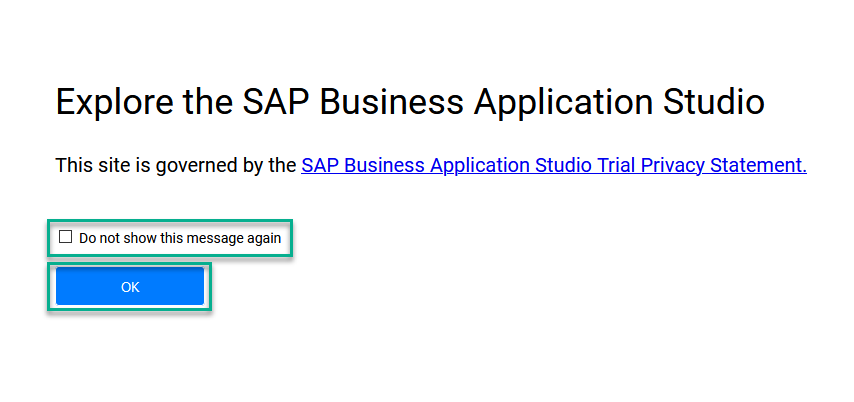 Explore the SAP Business Application Studio
This site is governed by the SAP Business Application Studio Trial Privacy Statement.
Do not show this message again
OK